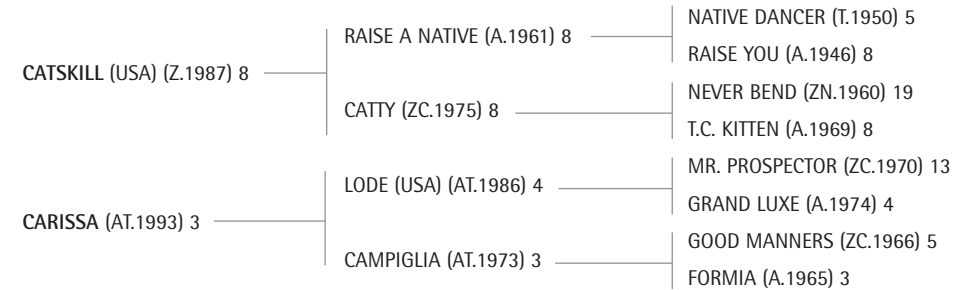 NATIVE DANCER (T.1950) 5
RAISE A NATIVE (A.1961) 8
RAISE YOU (A.1946) 8
CATSKILL (USA) (Z.1987) 8
NEVER BEND (ZN.1960) 19
CATTY (ZC.1975) 8
T.C. KITTEN (A.1969) 8
MR. PROSPECTOR (ZC.1970) 13
LODE (USA) (AT.1986) 4
GRAND LUXE (A.1974) 4
CARISSA (AT.1993) 3
GOOD MANNERS (ZC.1966) 5
CAMPIGLIA (AT.1973) 3
FORMIA (A.1965) 3